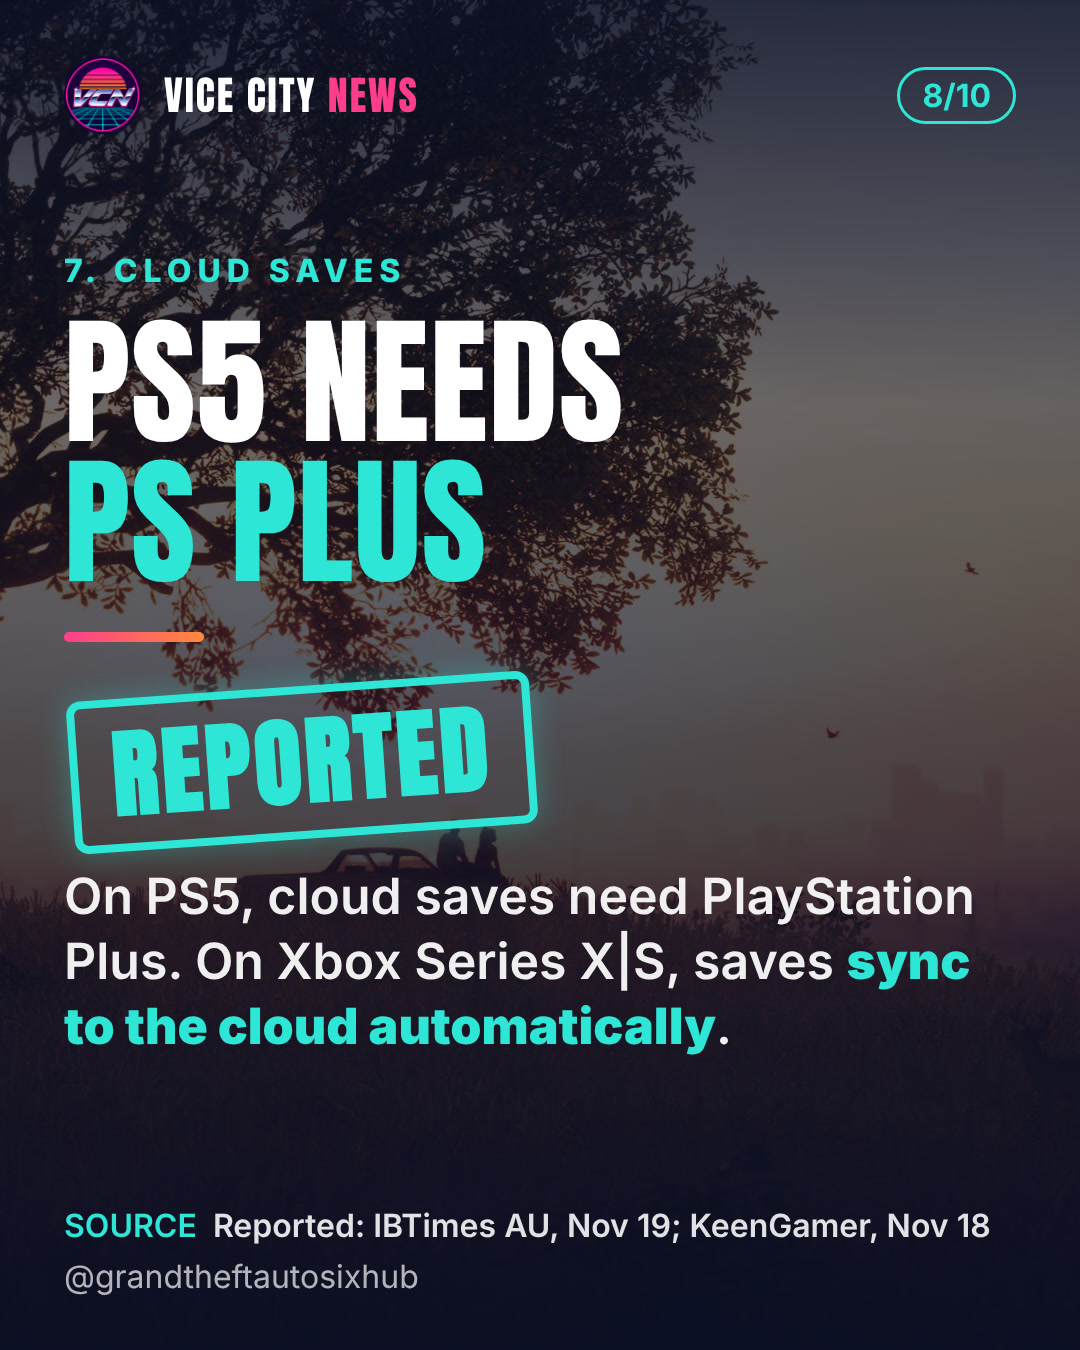 VCN
VICE CITY NEWS
8/10
7. CLOUD SAVES
PS5 NEEDS
PS PLUS
REPORTED
On PS5, cloud saves need PlayStation
Plus. On Xbox Series X|S, saves sync
to the cloud automatically.
SOURCE Reported: IBTimes AU, Nov 19; KeenGamer, Nov 18
@grandtheftautosixhub